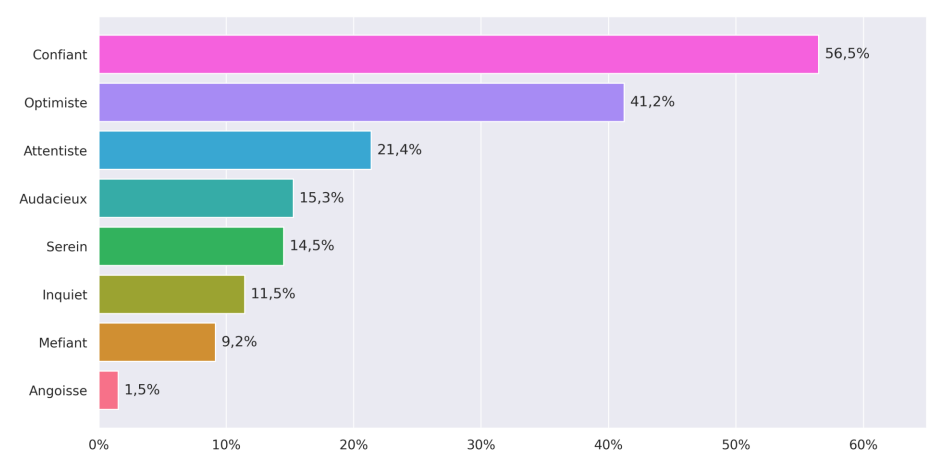 Confiant 56,5%
Optimiste 41,2%
Attentiste 21,4%
Audacieux 15,3%
Serein 14,5%
Inquiet 11,5%
Mefiant 9,2%
Angoisse 1,5%
0% 10% 20% 30% 40% 50% 60%